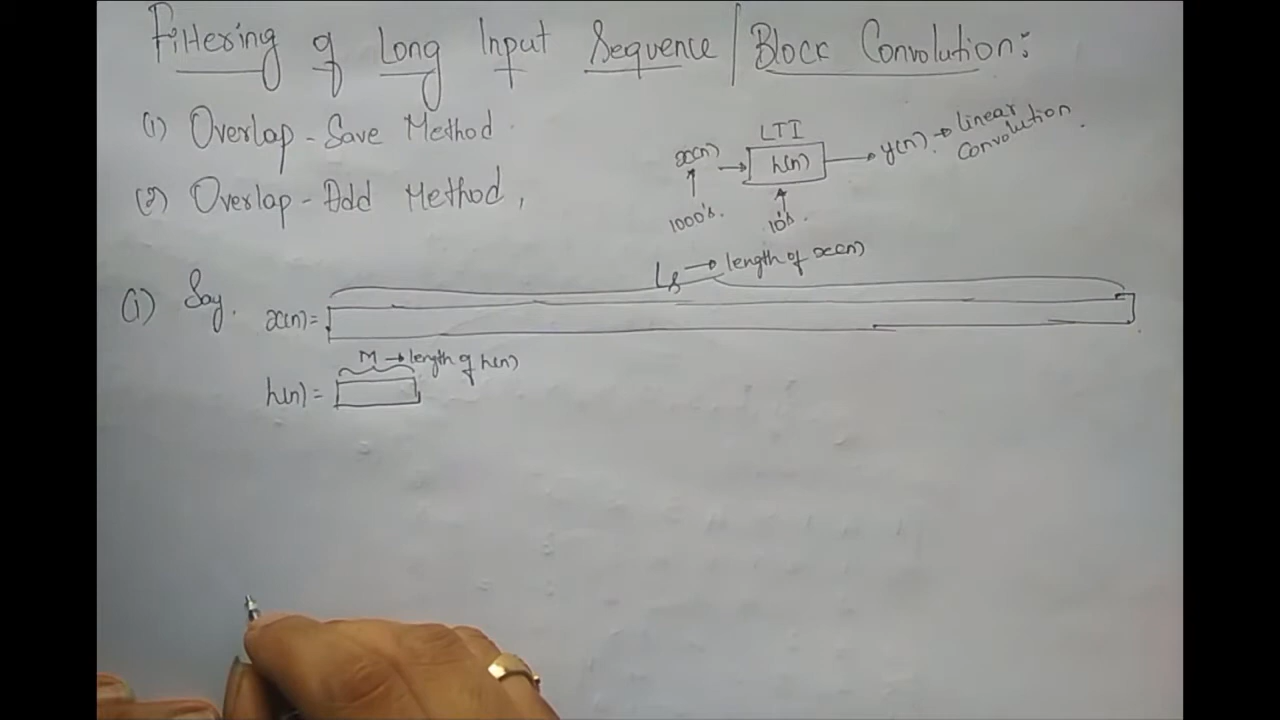 Filtering of Long Input Sequence / Block Convolution:
(1) Overlap-Save Method.
(2) Overlap-Add Method,
LTI
x(n) → h(n) → y(n) → linear convolution.
1000's. 10's.
Ls → length of x(n)
(1) Say. x(n) =
M → length of h(n)
h(n) =